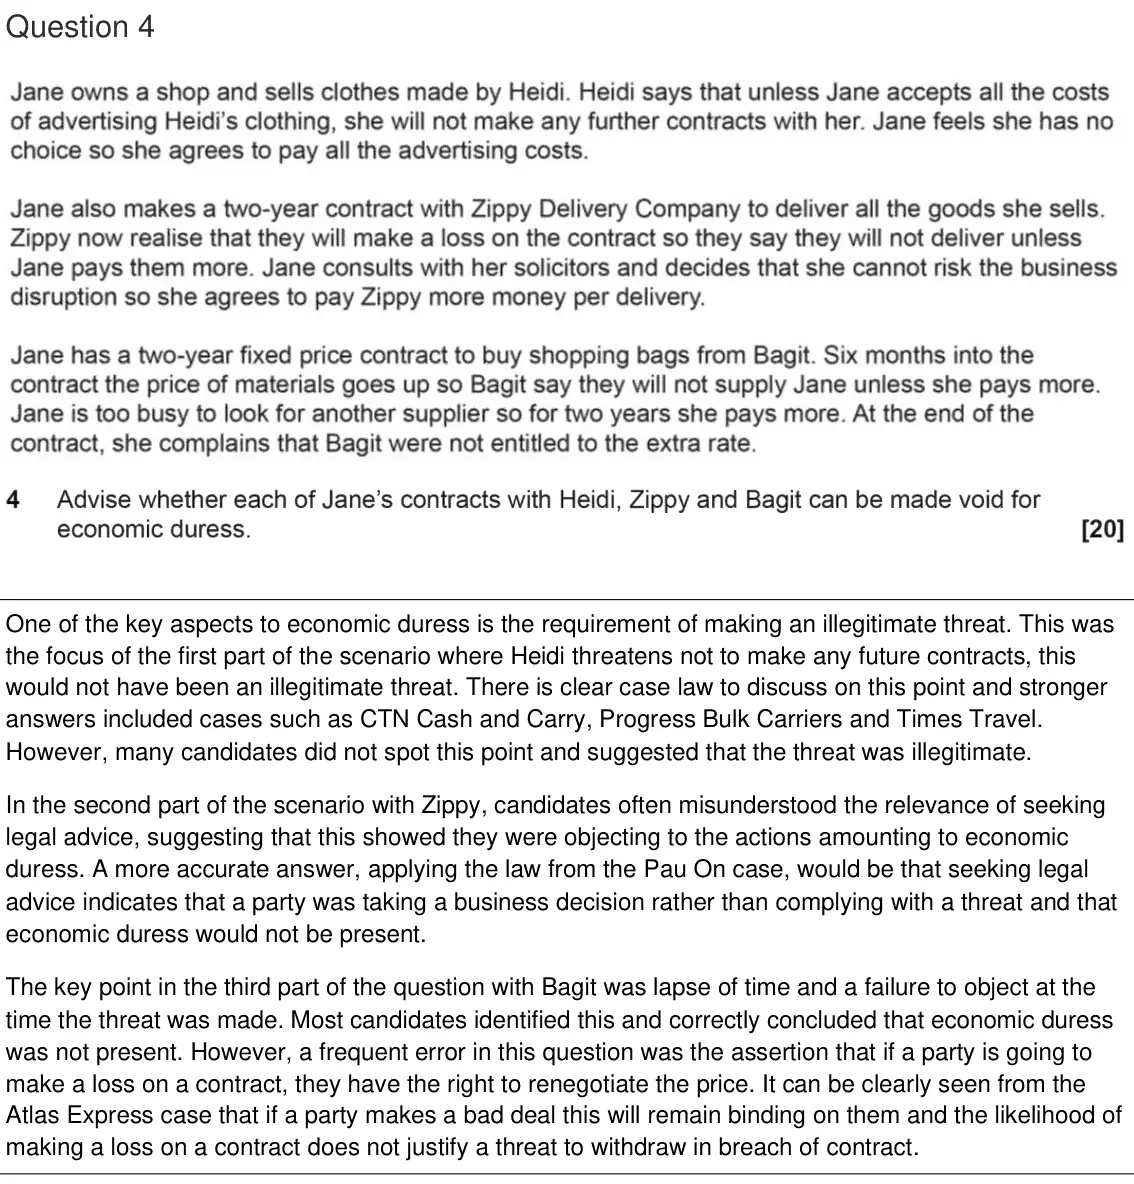 Question 4
Jane owns a shop and sells clothes made by Heidi. Heidi says that unless Jane accepts all the costs
of advertising Heidi's clothing, she will not make any further contracts with her. Jane feels she has no
choice so she agrees to pay all the advertising costs.
Jane also makes a two-year contract with Zippy Delivery Company to deliver all the goods she sells.
Zippy now realise that they will make a loss on the contract so they say they will not deliver unless
Jane pays them more. Jane consults with her solicitors and decides that she cannot risk the business
disruption so she agrees to pay Zippy more money per delivery.
Jane has a two-year fixed price contract to buy shopping bags from Bagit. Six months into the
contract the price of materials goes up so Bagit say they will not supply Jane unless she pays more.
Jane is too busy to look for another supplier so for two years she pays more. At the end of the
contract, she complains that Bagit were not entitled to the extra rate.
4 Advise whether each of Jane's contracts with Heidi, Zippy and Bagit can be made void for
economic duress. [20]
One of the key aspects to economic duress is the requirement of making an illegitimate threat. This was
the focus of the first part of the scenario where Heidi threatens not to make any future contracts, this
would not have been an illegitimate threat. There is clear case law to discuss on this point and stronger
answers included cases such as CTN Cash and Carry, Progress Bulk Carriers and Times Travel.
However, many candidates did not spot this point and suggested that the threat was illegitimate.
In the second part of the scenario with Zippy, candidates often misunderstood the relevance of seeking
legal advice, suggesting that this showed they were objecting to the actions amounting to economic
duress. A more accurate answer, applying the law from the Pau On case, would be that seeking legal
advice indicates that a party was taking a business decision rather than complying with a threat and that
economic duress would not be present.
The key point in the third part of the question with Bagit was lapse of time and a failure to object at the
time the threat was made. Most candidates identified this and correctly concluded that economic duress
was not present. However, a frequent error in this question was the assertion that if a party is going to
make a loss on a contract, they have the right to renegotiate the price. It can be clearly seen from the
Atlas Express case that if a party makes a bad deal this will remain binding on them and the likelihood of
making a loss on a contract does not justify a threat to withdraw in breach of contract.